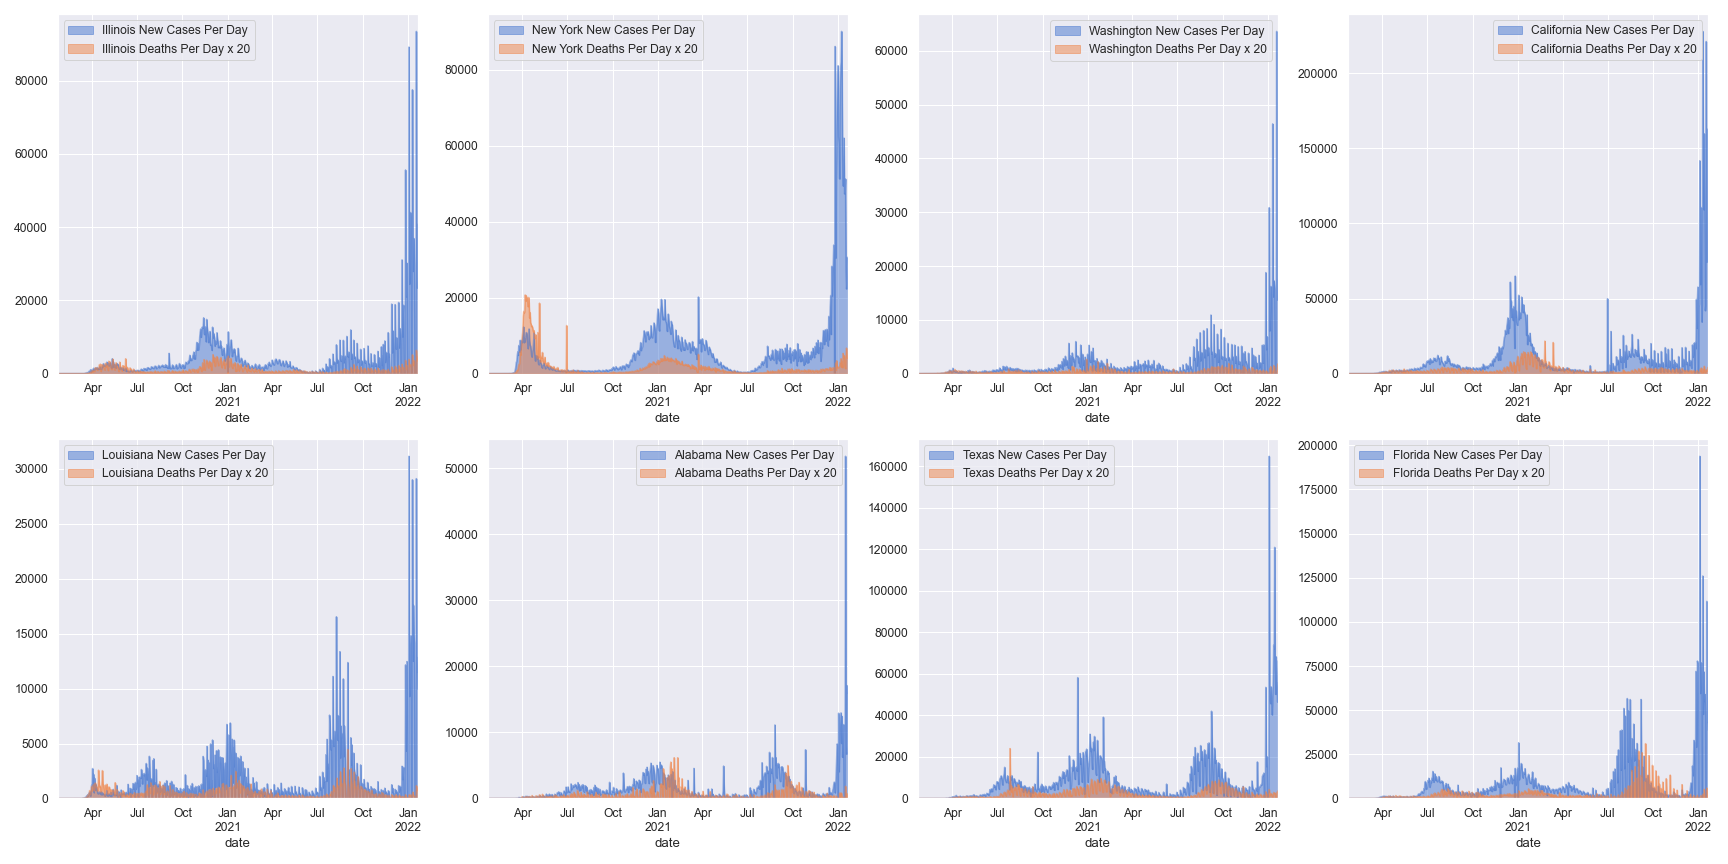 Illinois New Cases Per Day
Illinois Deaths Per Day x 20
80000
60000
40000
20000
0
Apr Jul Oct Jan Apr Jul Oct Jan
2021 2022
date
New York New Cases Per Day
New York Deaths Per Day x 20
80000
60000
40000
20000
0
Apr Jul Oct Jan Apr Jul Oct Jan
2021 2022
date
Washington New Cases Per Day
Washington Deaths Per Day x 20
60000
50000
40000
30000
20000
10000
0
Apr Jul Oct Jan Apr Jul Oct Jan
2021 2022
date
California New Cases Per Day
California Deaths Per Day x 20
200000
150000
100000
50000
0
Apr Jul Oct Jan Apr Jul Oct Jan
2021 2022
date
Louisiana New Cases Per Day
Louisiana Deaths Per Day x 20
30000
25000
20000
15000
10000
5000
0
Apr Jul Oct Jan Apr Jul Oct Jan
2021 2022
date
Alabama New Cases Per Day
Alabama Deaths Per Day x 20
50000
40000
30000
20000
10000
0
Apr Jul Oct Jan Apr Jul Oct Jan
2021 2022
date
Texas New Cases Per Day
Texas Deaths Per Day x 20
160000
140000
120000
100000
80000
60000
40000
20000
0
Apr Jul Oct Jan Apr Jul Oct Jan
2021 2022
date
Florida New Cases Per Day
Florida Deaths Per Day x 20
200000
175000
150000
125000
100000
75000
50000
25000
0
Apr Jul Oct Jan Apr Jul Oct Jan
2021 2022
date